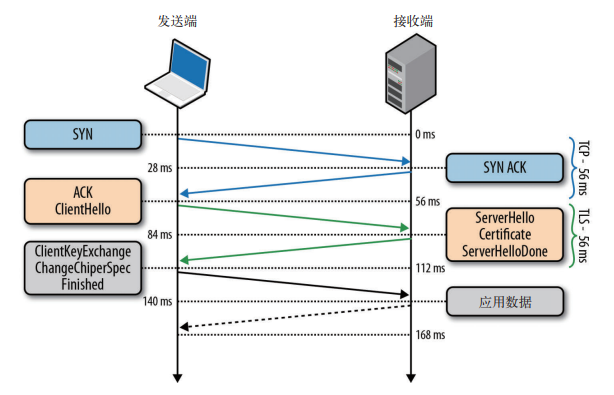 发送端
接收端
SYN
0 ms
28 ms
SYN ACK
TCP - 56 ms
ACK
ClientHello
56 ms
84 ms
ServerHello
Certificate
ServerHelloDone
TLS - 56 ms
ClientKeyExchange
ChangeChiperSpec
Finished
112 ms
140 ms
应用数据
168 ms